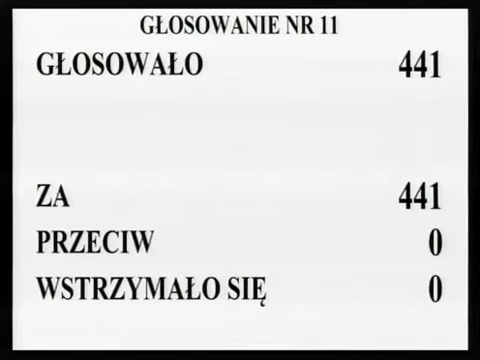 GŁOSOWANIE NR 11
GŁOSOWAŁO 441
ZA 441
PRZECIW 0
WSTRZYMAŁO SIĘ 0